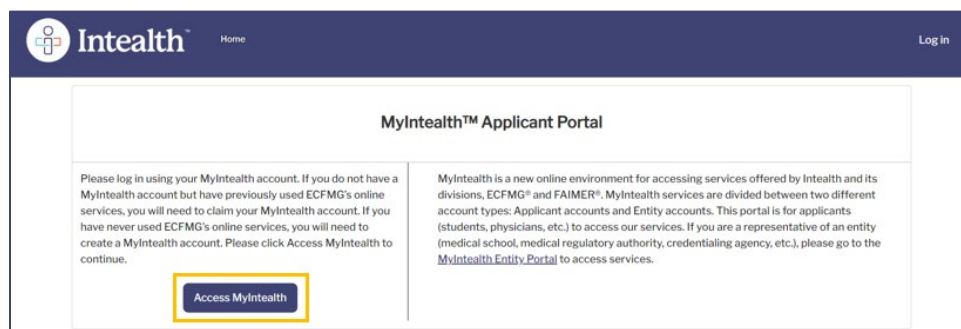 Intealth™ Home Log in
MyIntealth™ Applicant Portal
Please log in using your MyIntealth account. If you do not have a
MyIntealth account but have previously used ECFMG's online
services, you will need to claim your MyIntealth account. If you
have never used ECFMG's online services, you will need to
create a MyIntealth account. Please click Access MyIntealth to
continue.
Access MyIntealth
MyIntealth is a new online environment for accessing services offered by Intealth and its
divisions, ECFMG® and FAIMER®. MyIntealth services are divided between two different
account types: Applicant accounts and Entity accounts. This portal is for applicants
(students, physicians, etc.) to access our services. If you are a representative of an entity
(medical school, medical regulatory authority, credentialing agency, etc.), please go to the
MyIntealth Entity Portal to access services.